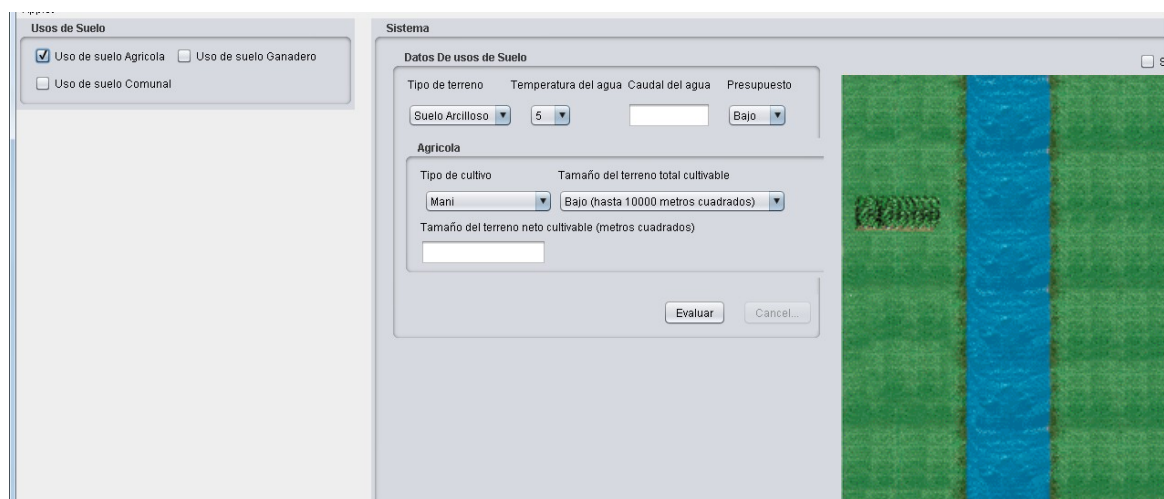 Usos de Suelo
Uso de suelo Agricola Uso de suelo Ganadero
Uso de suelo Comunal
Sistema
Datos De usos de Suelo
Tipo de terreno Temperatura del agua Caudal del agua Presupuesto
Suelo Arcilloso 5 Bajo
Agricola
Tipo de cultivo Tamaño del terreno total cultivable
Mani Bajo (hasta 10000 metros cuadrados)
Tamaño del terreno neto cultivable (metros cuadrados)
Evaluar Cancel...